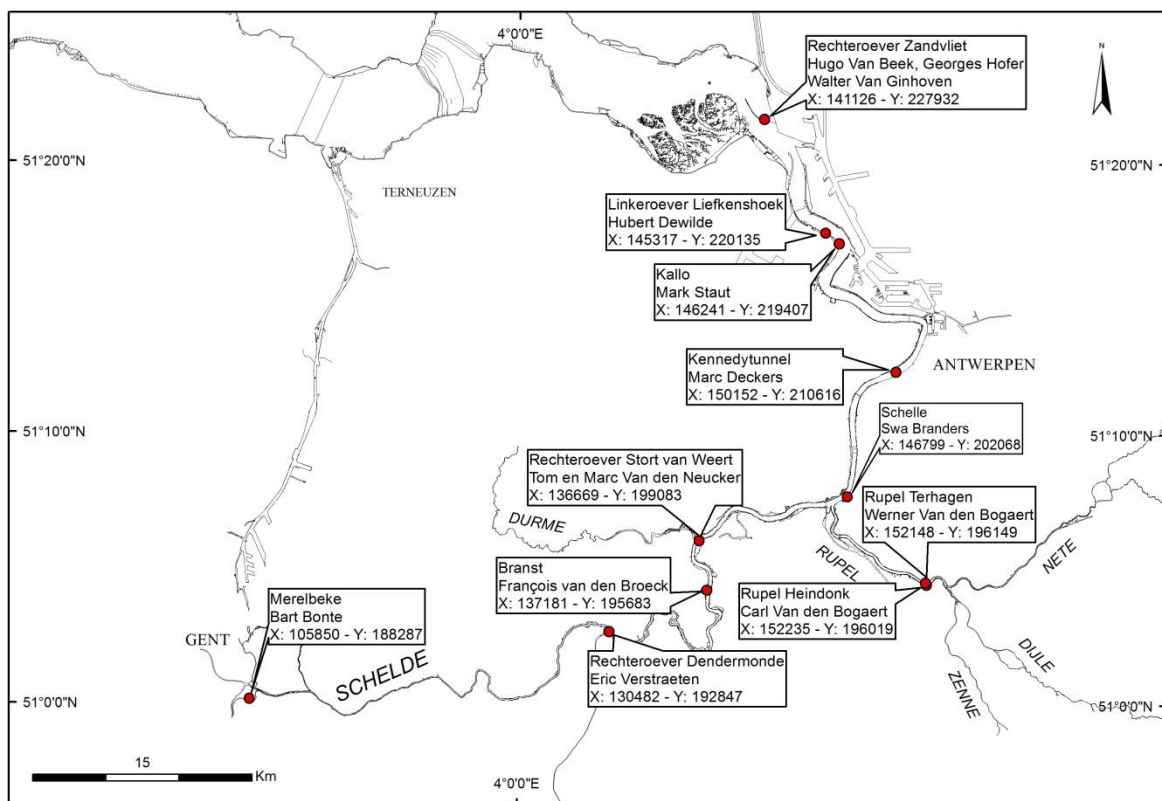 4°0'0"E
N
Rechteroever Zandvliet
Hugo Van Beek, Georges Hofer
Walter Van Ginhoven
X: 141126 - Y: 227932
51°20'0"N
51°20'0"N
TERNEUZEN
Linkeroever Liefkenshoek
Hubert Dewilde
X: 145317 - Y: 220135
Kallo
Mark Staut
X: 146241 - Y: 219407
Kennedytunnel
Marc Deckers
X: 150152 - Y: 210616
ANTWERPEN
Schelle
Swa Branders
X: 146799 - Y: 202068
51°10'0"N
51°10'0"N
Rechteroever Stort van Weert
Tom en Marc Van den Neucker
X: 136669 - Y: 199083
Rupel Terhagen
Werner Van den Bogaert
X: 152148 - Y: 196149
DURME
RUPEL
NETE
Branst
François van den Broeck
X: 137181 - Y: 195683
Rupel Heindonk
Carl Van den Bogaert
X: 152235 - Y: 196019
Merelbeke
Bart Bonte
X: 105850 - Y: 188287
GENT
SCHELDE
Rechteroever Dendermonde
Eric Verstraeten
X: 130482 - Y: 192847
DIJLE
ZENNE
51°0'0"N
51°0'0"N
15
Km
4°0'0"E